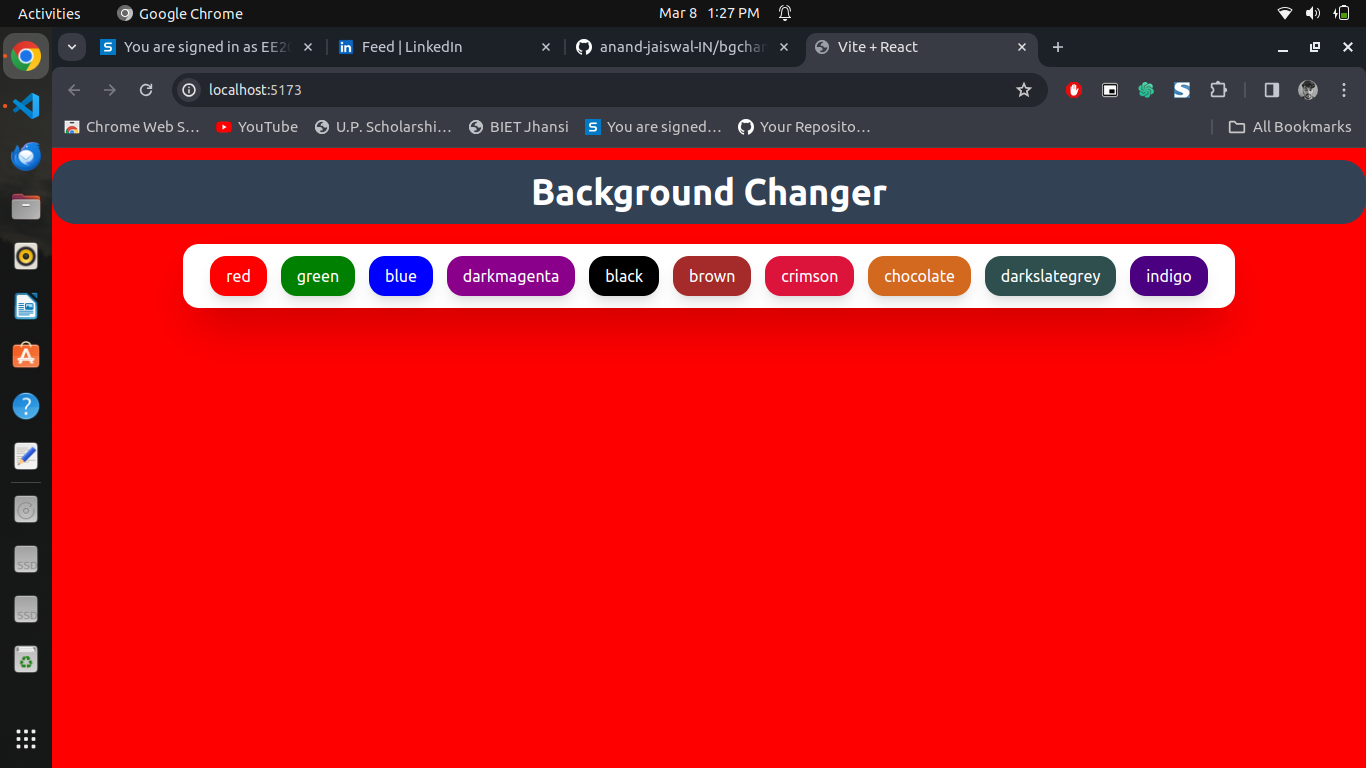 Activities Google Chrome Mar 8 1:27 PM
You are signed in as EE20 Feed | LinkedIn anand-jaiswal-IN/bgchar Vite + React
localhost:5173
Chrome Web S… YouTube U.P. Scholarshi… BIET Jhansi You are signed… Your Reposito… All Bookmarks
Background Changer
red green blue darkmagenta black brown crimson chocolate darkslategrey indigo
SSD
SSD